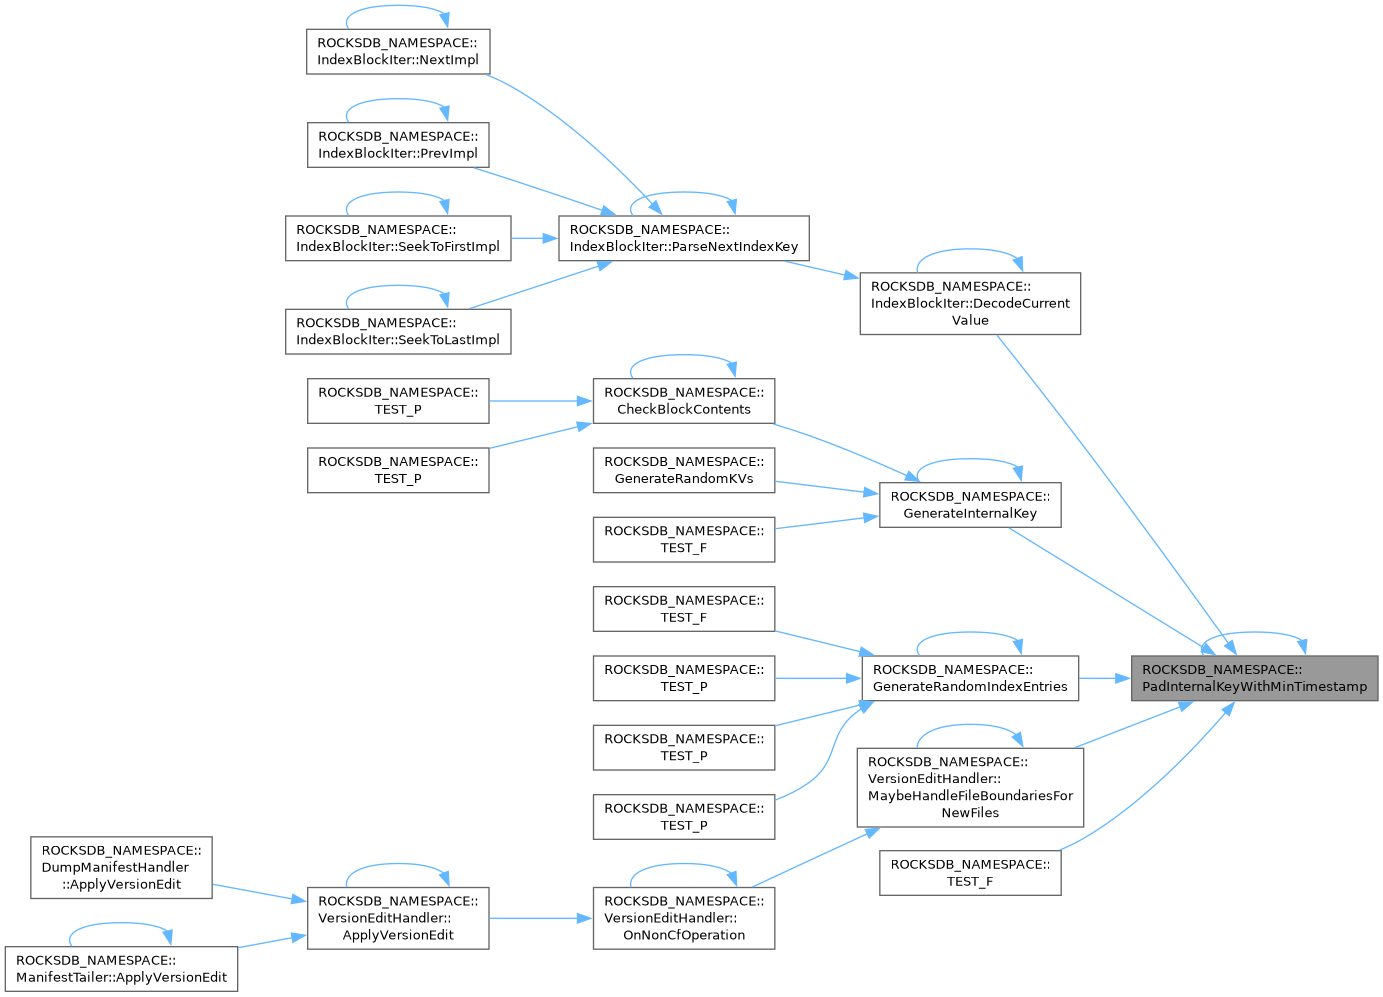 ROCKSDB_NAMESPACE::
IndexBlockIter::NextImpl
ROCKSDB_NAMESPACE::
IndexBlockIter::PrevImpl
ROCKSDB_NAMESPACE::
IndexBlockIter::SeekToFirstImpl
ROCKSDB_NAMESPACE::
IndexBlockIter::SeekToLastImpl
ROCKSDB_NAMESPACE::
IndexBlockIter::ParseNextIndexKey
ROCKSDB_NAMESPACE::
IndexBlockIter::DecodeCurrent
Value
ROCKSDB_NAMESPACE::
TEST_P
ROCKSDB_NAMESPACE::
TEST_P
ROCKSDB_NAMESPACE::
CheckBlockContents
ROCKSDB_NAMESPACE::
GenerateRandomKVs
ROCKSDB_NAMESPACE::
TEST_F
ROCKSDB_NAMESPACE::
GenerateInternalKey
ROCKSDB_NAMESPACE::
TEST_F
ROCKSDB_NAMESPACE::
TEST_P
ROCKSDB_NAMESPACE::
TEST_P
ROCKSDB_NAMESPACE::
TEST_P
ROCKSDB_NAMESPACE::
GenerateRandomIndexEntries
ROCKSDB_NAMESPACE::
PadInternalKeyWithMinTimestamp
ROCKSDB_NAMESPACE::
VersionEditHandler::
MaybeHandleFileBoundariesFor
NewFiles
ROCKSDB_NAMESPACE::
TEST_F
ROCKSDB_NAMESPACE::
DumpManifestHandler
::ApplyVersionEdit
ROCKSDB_NAMESPACE::
ManifestTailer::ApplyVersionEdit
ROCKSDB_NAMESPACE::
VersionEditHandler::
ApplyVersionEdit
ROCKSDB_NAMESPACE::
VersionEditHandler::
OnNonCfOperation